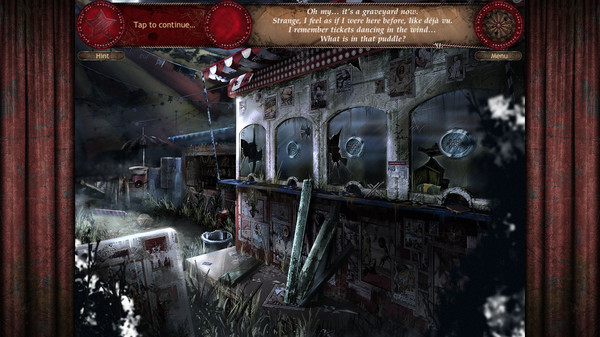 Oh my... it's a graveyard now.
Tap to continue...
Strange, I feel as if I were here before, like déjà vu.
I remember tickets dancing in the wind...
What is in that puddle?
Hint
Menu